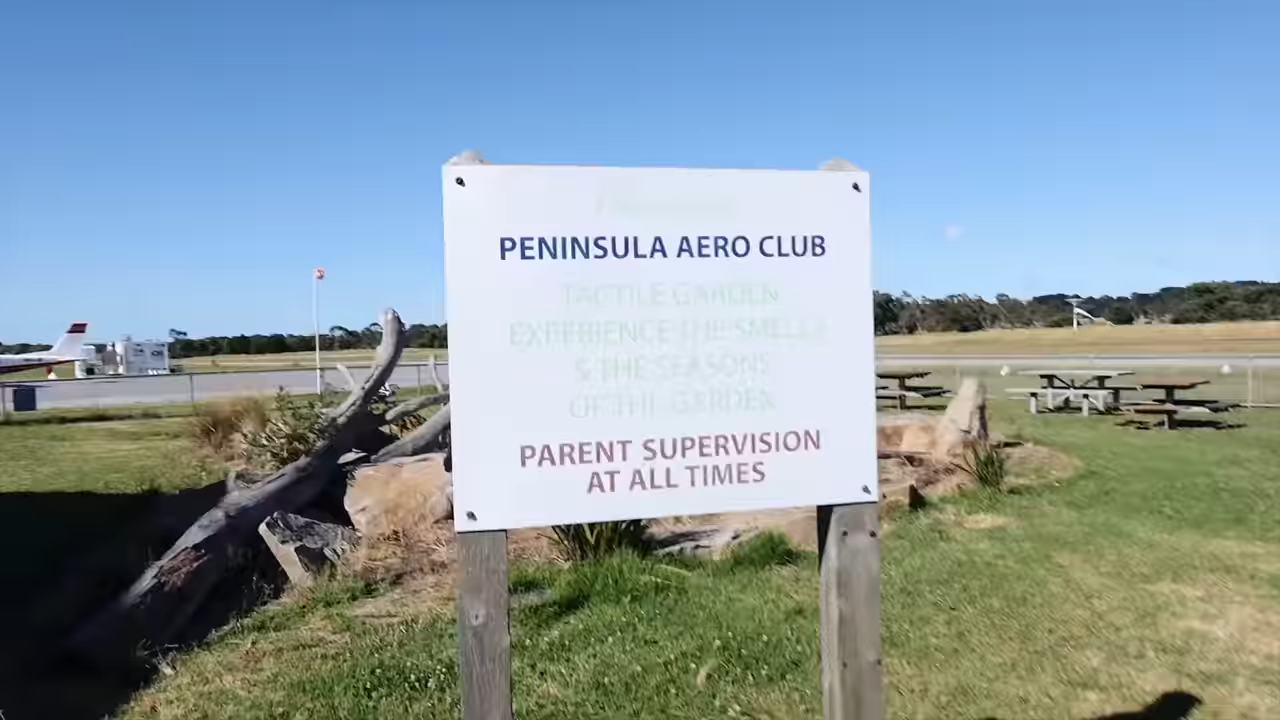 PENINSULA AERO CLUB
TACTILE GARDEN
EXPERIENCE THE SMELLS
& THE SEASONS
OF THE GARDEN
PARENT SUPERVISION
AT ALL TIMES